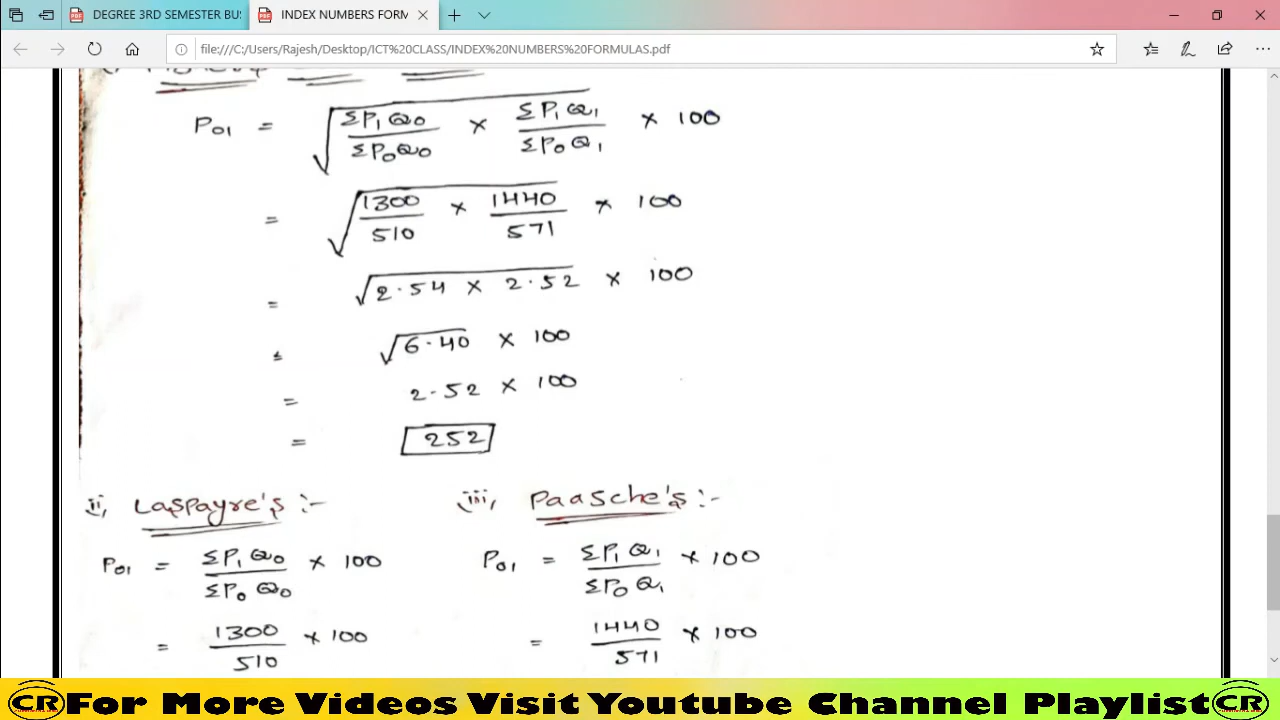 DEGREE 3RD SEMESTER BUS
INDEX NUMBERS FORM
file:///C:/Users/Rajesh/Desktop/ICT%20CLASS/INDEX%20NUMBERS%20FORMULAS.pdf
P01 = √ΣP1Q0/ΣP0Q0 × ΣP1Q1/ΣP0Q1 × 100
= √1300/510 × 1440/571 × 100
= √2.54 × 2.52 × 100
= √6.40 × 100
= 2.52 × 100
= 252
ii, Laspayre's :-
iii, Paasche's :-
P01 = ΣP1Q0/ΣP0Q0 × 100
P01 = ΣP1Q1/ΣP0Q1 × 100
= 1300/510 × 100
= 1440/571 × 100
CR For More Videos Visit Youtube Channel Playlist CR